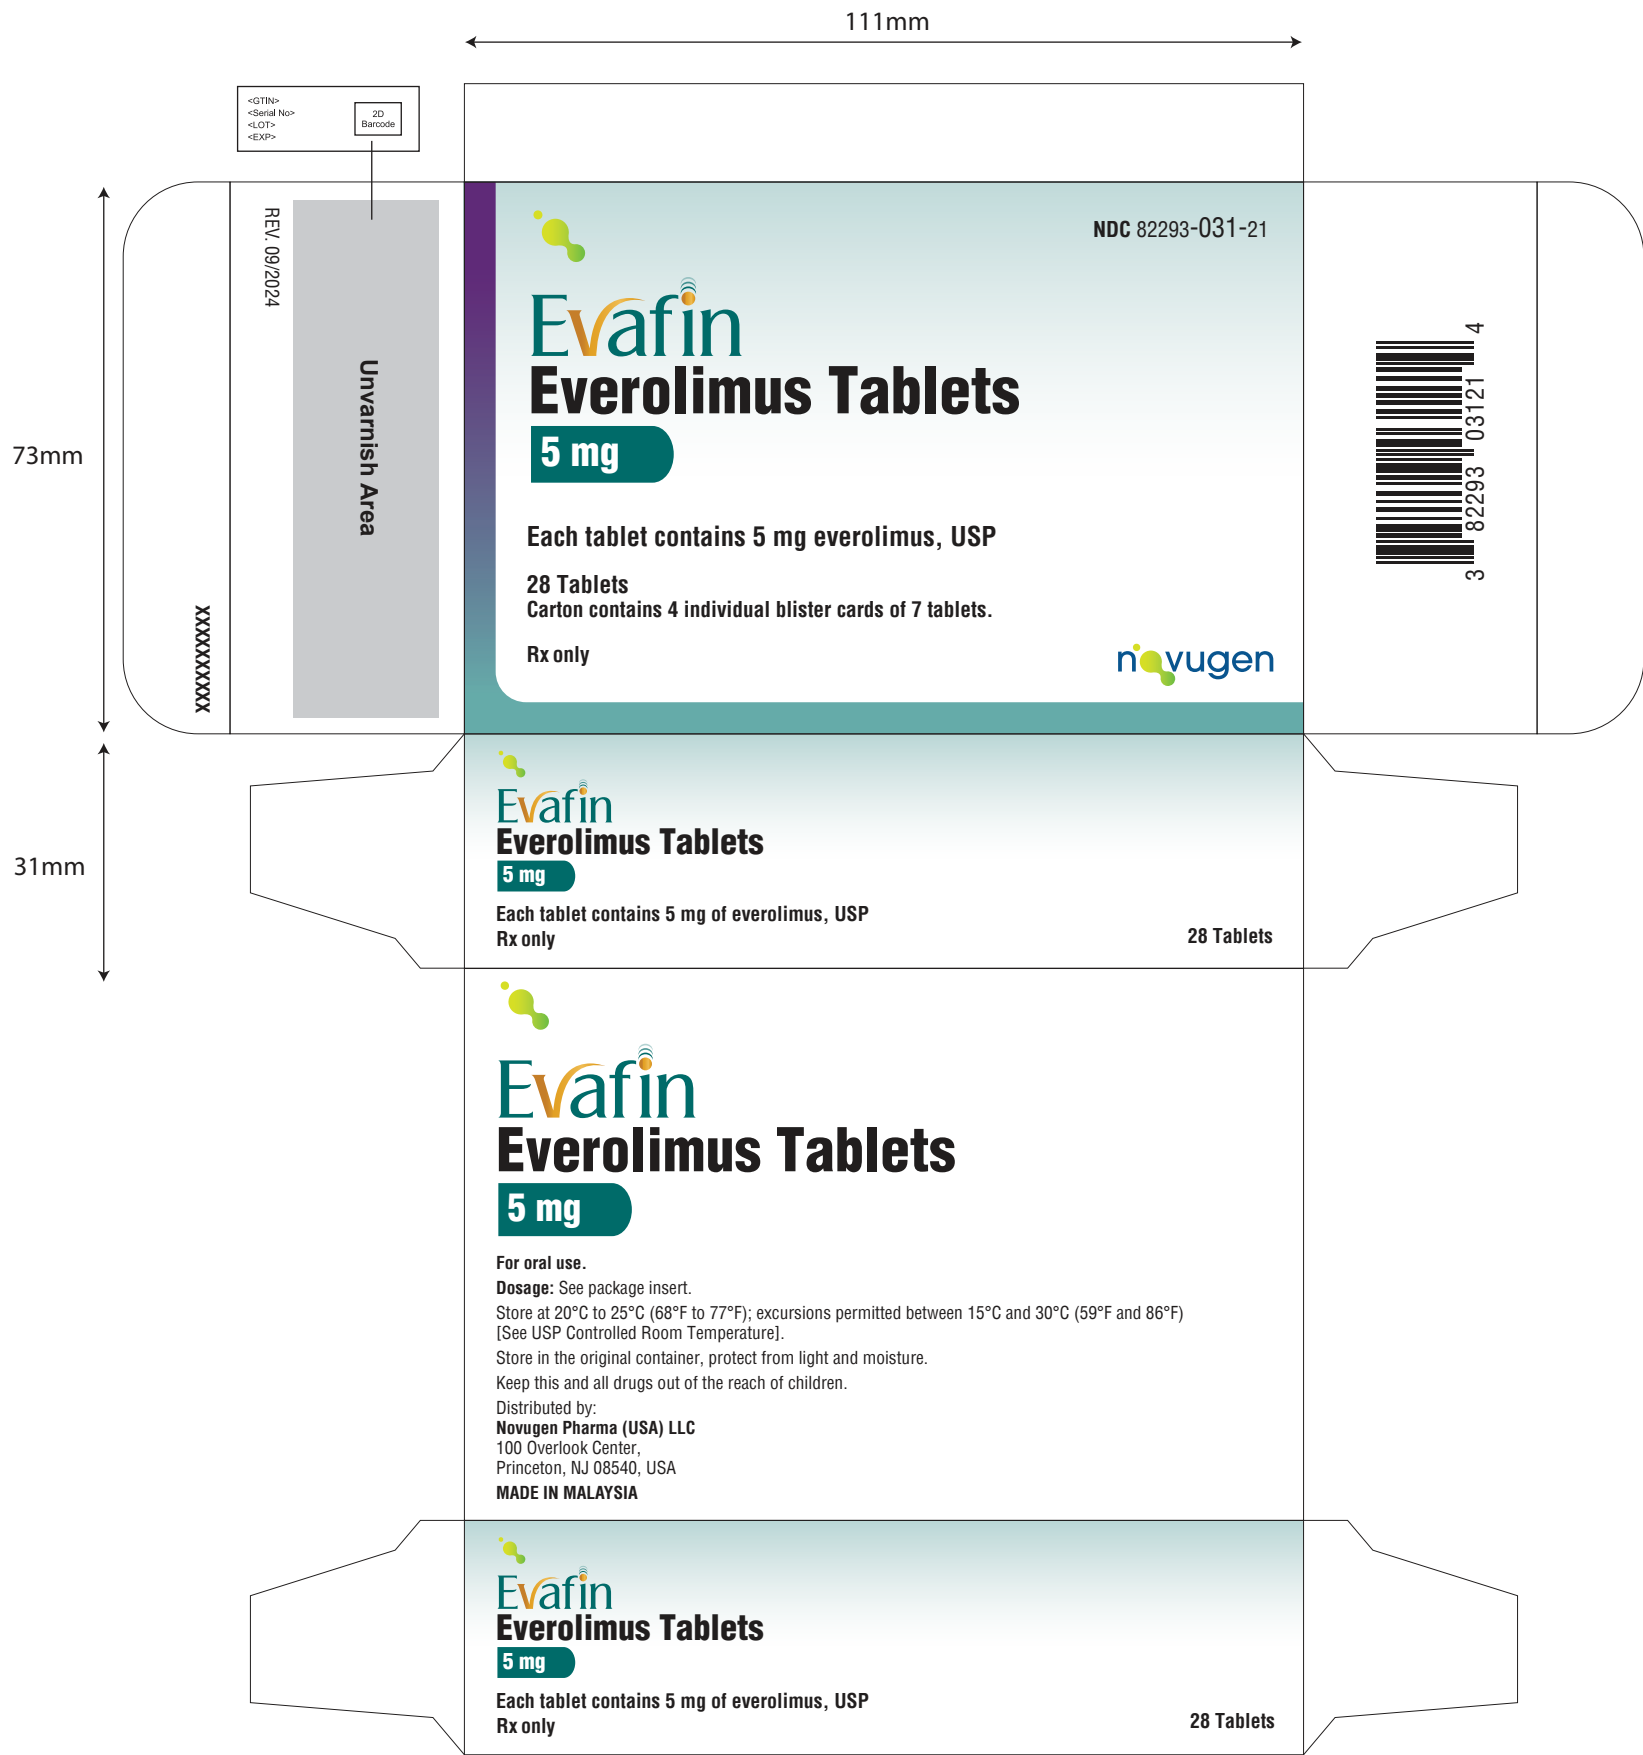 111mm
<GTIN>
<Serial No>
<LOT>
<EXP>
2D
Barcode
REV. 09/2024
Unvarnish Area
XXXXXXXXXX
73mm
31mm
NDC 82293-031-21
Evafin
Everolimus Tablets
5 mg
Each tablet contains 5 mg everolimus, USP
28 Tablets
Carton contains 4 individual blister cards of 7 tablets.
Rx only
novugen
3 82293 03121 4
Evafin
Everolimus Tablets
5 mg
Each tablet contains 5 mg of everolimus, USP
Rx only
28 Tablets
Evafin
Everolimus Tablets
5 mg
For oral use.
Dosage: See package insert.
Store at 20°C to 25°C (68°F to 77°F); excursions permitted between 15°C and 30°C (59°F and 86°F)
[See USP Controlled Room Temperature].
Store in the original container, protect from light and moisture.
Keep this and all drugs out of the reach of children.
Distributed by:
Novugen Pharma (USA) LLC
100 Overlook Center,
Princeton, NJ 08540, USA
MADE IN MALAYSIA
Evafin
Everolimus Tablets
5 mg
Each tablet contains 5 mg of everolimus, USP
Rx only
28 Tablets